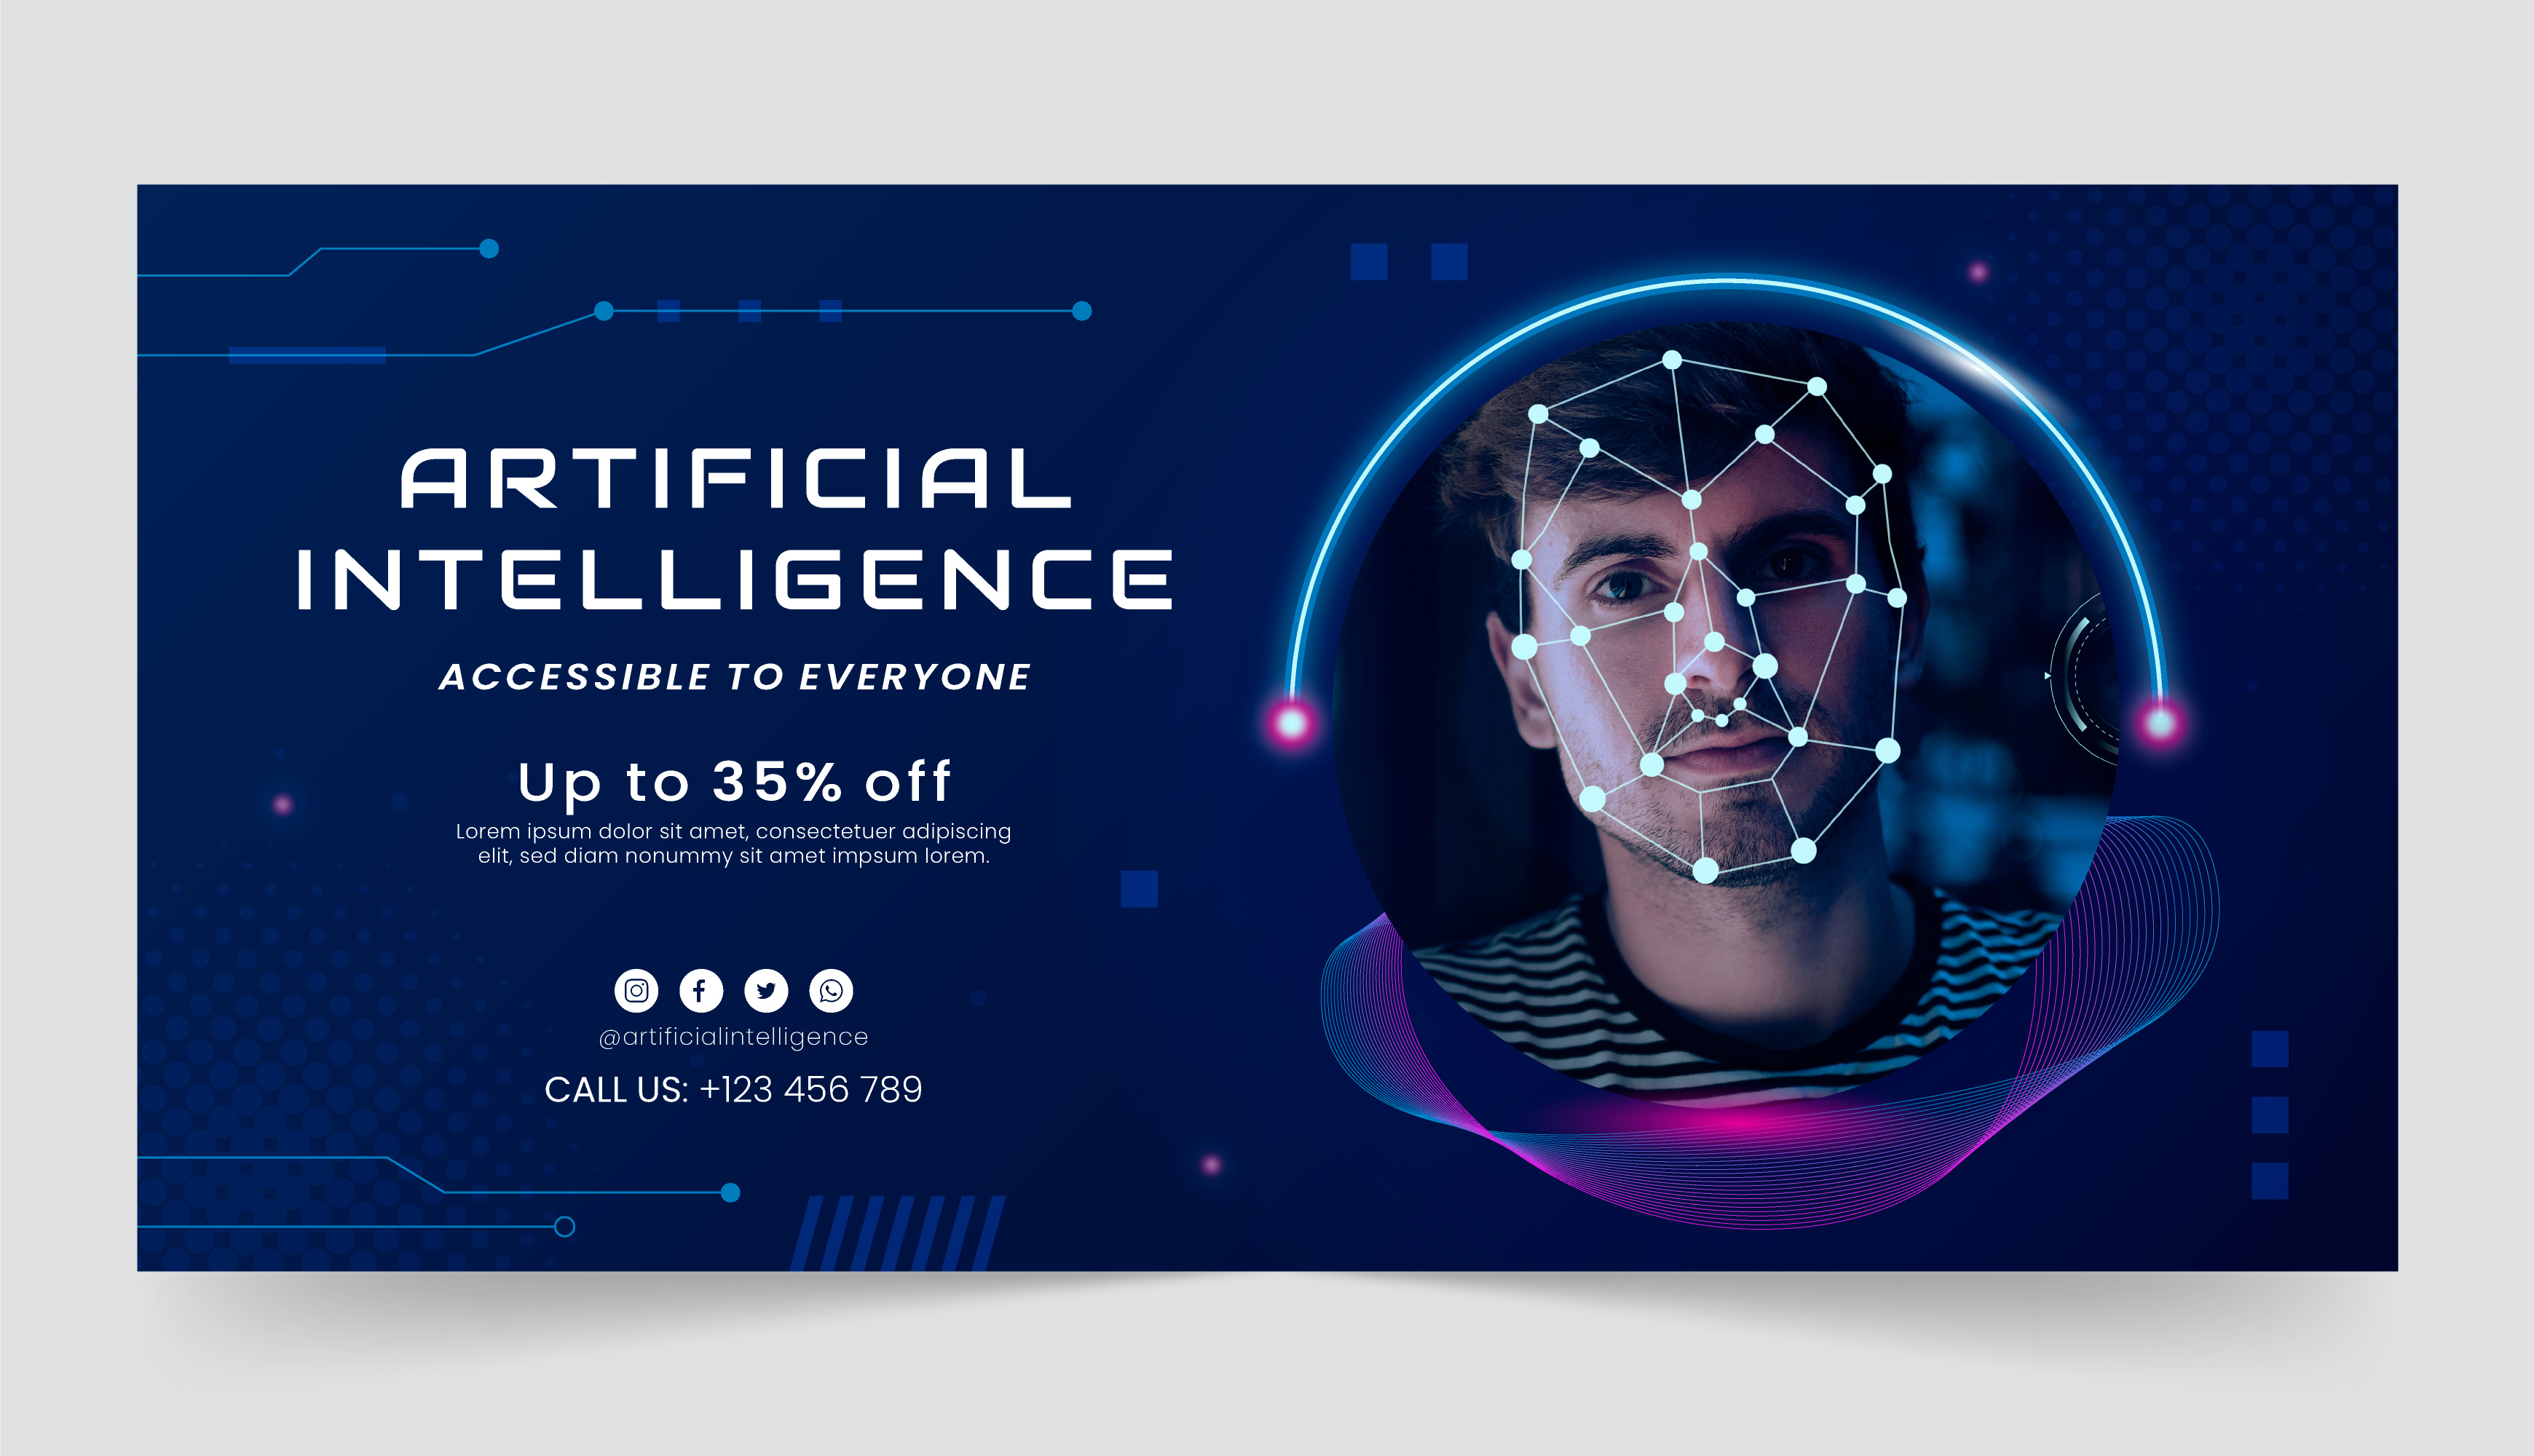 ARTIFICIAL
INTELLIGENCE
ACCESSIBLE TO EVERYONE
Up to 35% off
Lorem ipsum dolor sit amet, consectetuer adipiscing
elit, sed diam nonummy sit amet impsum lorem.
@artificialintelligence
CALL US: +123 456 789